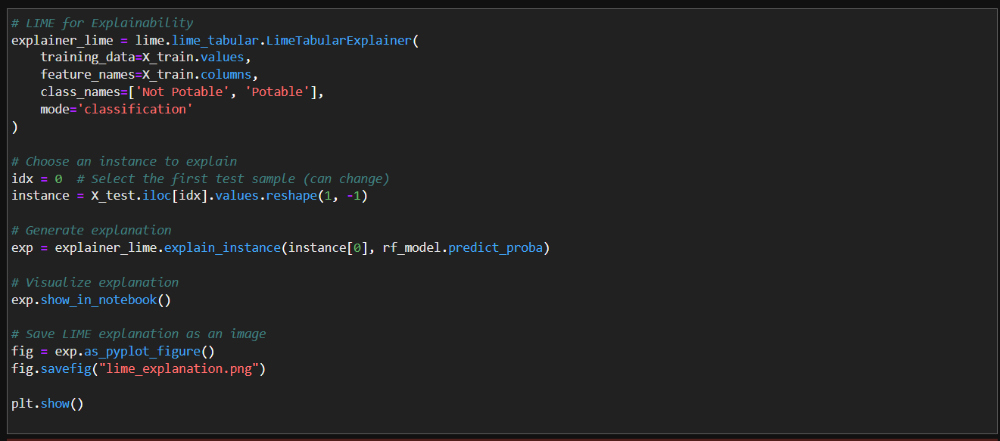 # LIME for Explainability
explainer_lime = lime.lime_tabular.LimeTabularExplainer(
    training_data=X_train.values,
    feature_names=X_train.columns,
    class_names=['Not Potable', 'Potable'],
    mode='classification'
)

# Choose an instance to explain
idx = 0  # Select the first test sample (can change)
instance = X_test.iloc[idx].values.reshape(1, -1)

# Generate explanation
exp = explainer_lime.explain_instance(instance[0], rf_model.predict_proba)

# Visualize explanation
exp.show_in_notebook()

# Save LIME explanation as an image
fig = exp.as_pyplot_figure()
fig.savefig("lime_explanation.png")

plt.show()